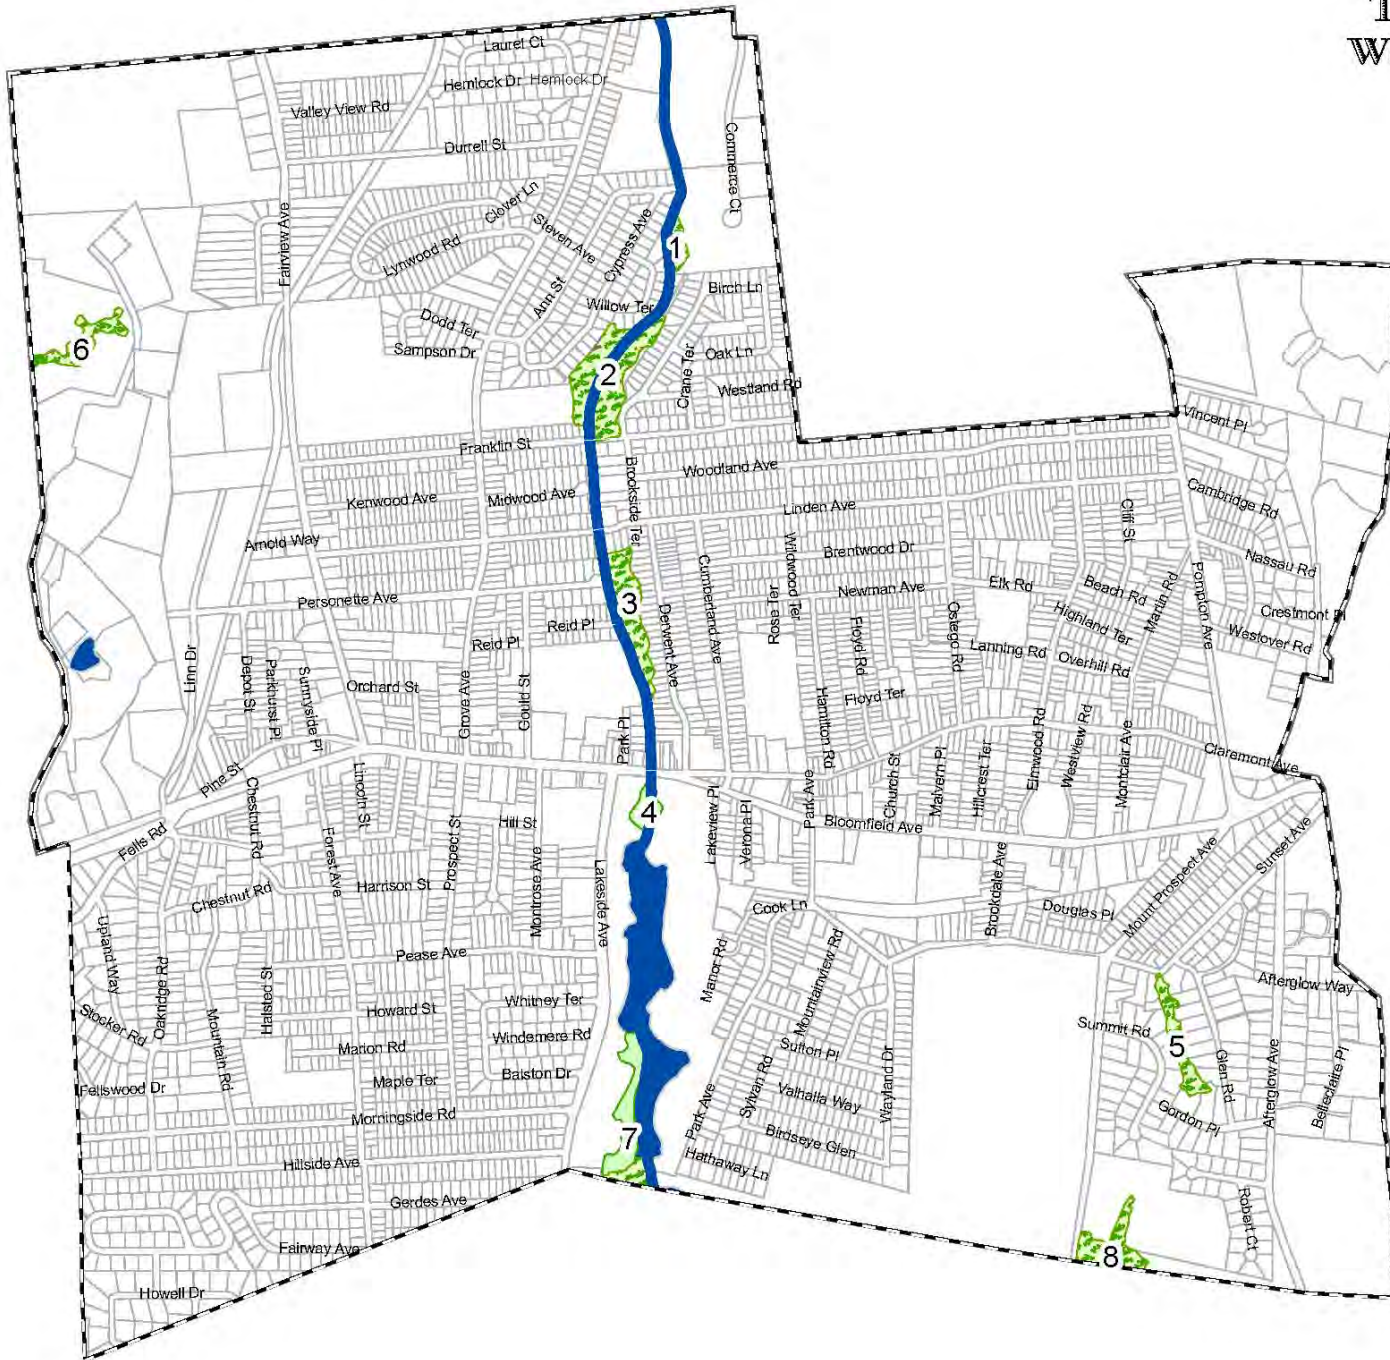 W
Laurel Ct
Hemlock Dr Hemlock Dr
Valley View Rd
Durrell St
Commerce Ct
Clover Ln
Steven Ave
Cypress Ave
Fairview Ave
Lynwood Rd
1
Birch Ln
Ann St
Willow Ter
Dodd Ter
Sampson Dr
6
2
Crane Ter
Oak Ln
Westland Rd
Vincent Pl
Franklin St
Brookside Ter
Woodland Ave
Kenwood Ave
Midwood Ave
Linden Ave
Cambridge Rd
Cliff St
Arnold Way
Wildwood Ter
Brentwood Dr
Nassau Rd
Cumberland Ave
Newman Ave
Elk Rd
Beach Rd
Martin Rd
Pompton Ave
Personette Ave
3
Rose Ter
Crestmont Pl
Reid Pl
Reid Pl
Derwent Ave
Floyd Rd
Ostego Rd
Highland Ter
Westover Rd
Linn Dr
Depot St
Parkhurst Pl
Sunnyside Pl
Orchard St
Grove Ave
Gould St
Lanning Rd
Overhill Rd
Floyd Ter
Hamilton Rd
Park Pl
Elmwood Rd
Westview Rd
Montclair Ave
Claremont Ave
Pine St
Chestnut Rd
Lincoln St
Church St
Malvern Pl
Hillcrest Ter
Park Ave
4
Lakeview Pl
Verona Pl
Bloomfield Ave
Fells Rd
Forest Ave
Prospect St
Hill St
Montrose Ave
Lakeside Ave
Brookdale Ave
Mount Prospect Ave
Sunset Ave
Chestnut Rd
Harrison St
Cook Ln
Douglas Pl
Upland Way
Oakridge Rd
Pease Ave
Manor Rd
Mountainview Rd
Afterglow Way
Halsted St
Howard St
Whitney Ter
Stocker Rd
Mountain Rd
Marion Rd
Windemere Rd
Sutton Pl
Summit Rd
5
Fellswood Dr
Maple Ter
Balston Dr
Sylvan Rd
Valhalla Way
Wayland Dr
Glen Rd
Afterglow Ave
Belleclaire Pl
Morningside Rd
7
Park Ave
Birdseye Glen
Gordon Pl
Hillside Ave
Hathaway Ln
Gerdes Ave
Robert Ct
Fairway Ave
8
Howell Dr